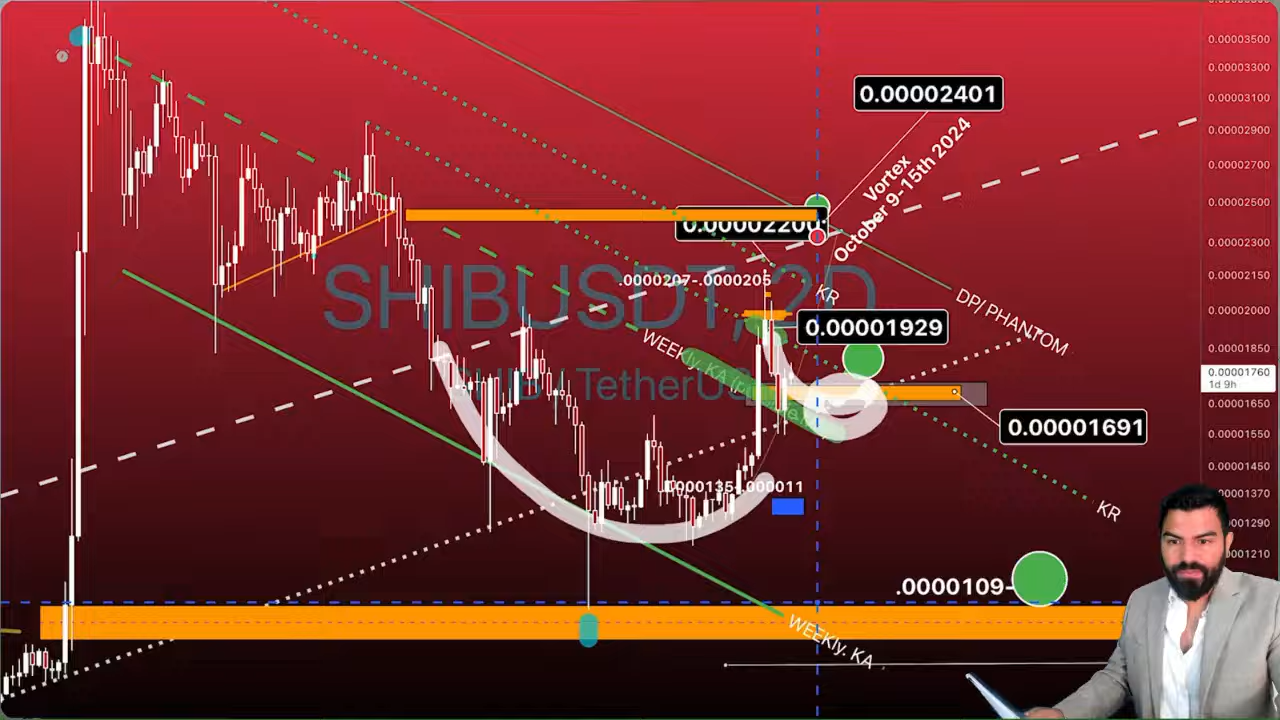 0.00003500
0.00003300
0.00003100
0.00002900
0.00002700
0.00002500
0.00002300
0.00002150
0.00002000
0.00001850
0.00001760
1d 9h
0.00001650
0.00001550
0.00001450
0.00001370
0.00001290
0.00001210
0.00002401
Vortex
October 9-15th 2024
0.00002200
.0000207-.0000205
SHIBUSDT, 2D
SHIB / TetherUS
KR
DP/ PHANTOM
0.00001929
WEEKly. KA
0.00001691
.0000135-.000011
KR
.0000109-
WEEKly. KA